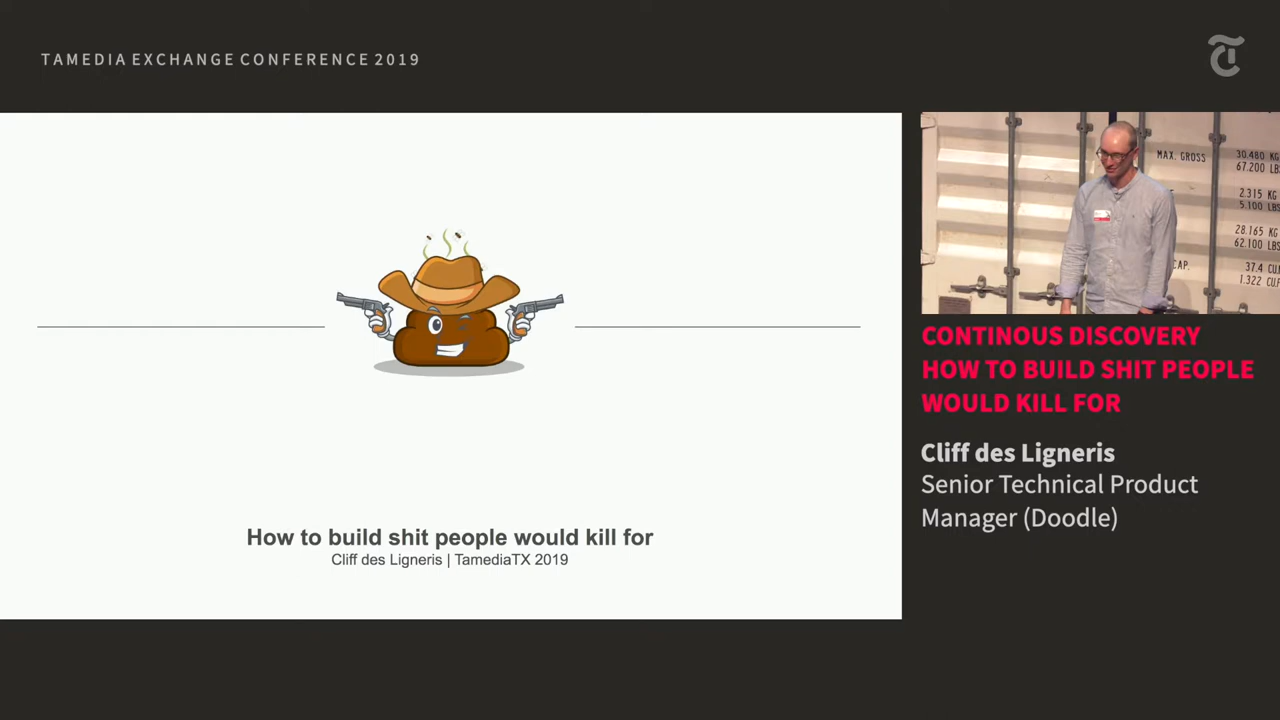 TAMEDIA EXCHANGE CONFERENCE 2019
How to build shit people would kill for
Cliff des Ligneris | TamediaTX 2019
MAX. GROSS 30.480 KG
67.200 LBS
2.315 KG
5.100 LBS
28.165 KG
62.100 LBS
CAP. 37.4 CU.
1.322 CU.F
CONTINOUS DISCOVERY
HOW TO BUILD SHIT PEOPLE
WOULD KILL FOR
Cliff des Ligneris
Senior Technical Product
Manager (Doodle)